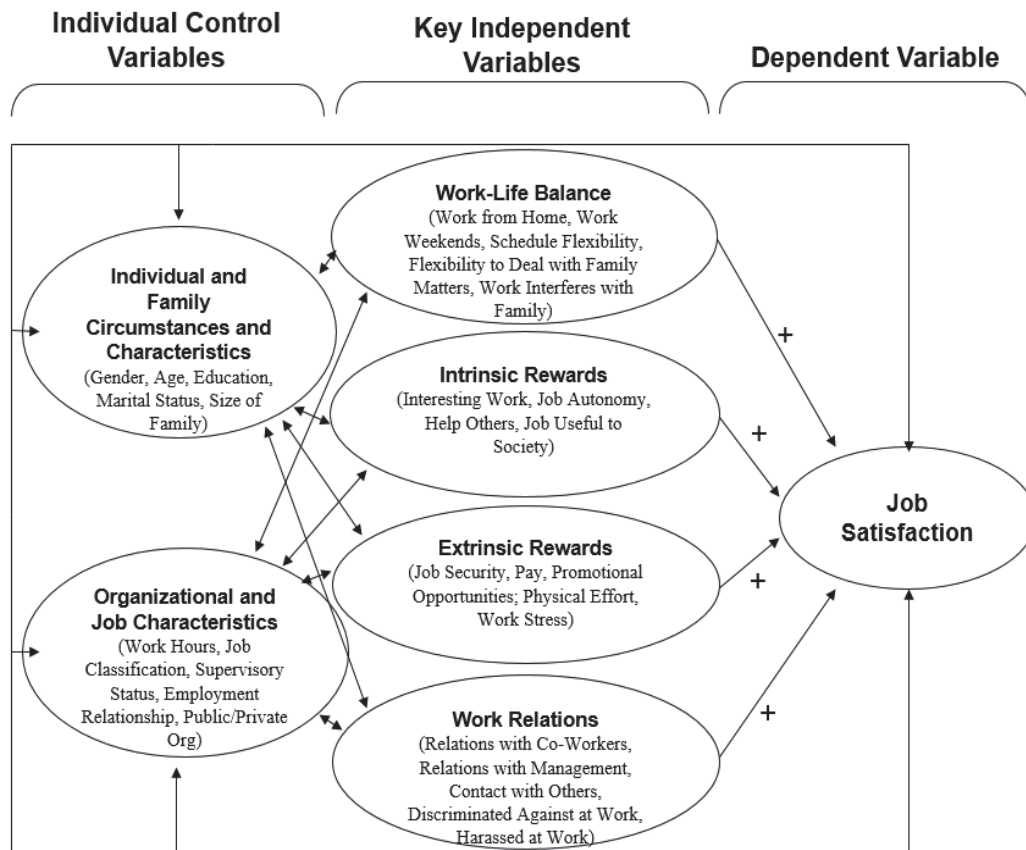 Individual Control
Variables
Key Independent
Variables
Dependent Variable
Work-Life Balance
(Work from Home, Work
Weekends, Schedule Flexibility,
Flexibility to Deal with Family
Matters, Work Interferes with
Family)
Individual and
Family
Circumstances and
Characteristics
(Gender, Age, Education,
Marital Status, Size of
Family)
Intrinsic Rewards
(Interesting Work, Job Autonomy,
Help Others, Job Useful to
Society)
Extrinsic Rewards
(Job Security, Pay, Promotional
Opportunities; Physical Effort,
Work Stress)
Organizational and
Job Characteristics
(Work Hours, Job
Classification, Supervisory
Status, Employment
Relationship, Public/Private
Org)
Work Relations
(Relations with Co-Workers,
Relations with Management,
Contact with Others,
Discriminated Against at Work,
Harassed at Work)
+
+
+
+
Job
Satisfaction